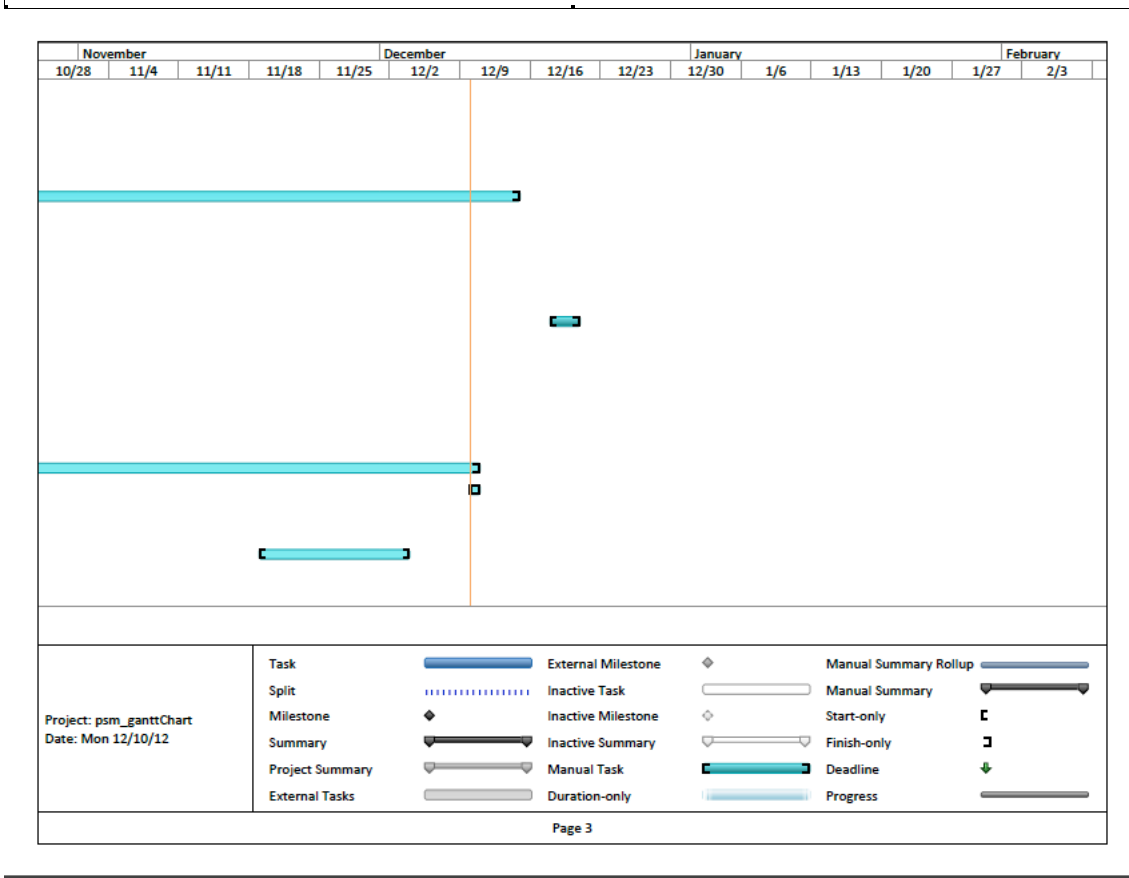 November December January February
10/28 11/4 11/11 11/18 11/25 12/2 12/9 12/16 12/23 12/30 1/6 1/13 1/20 1/27 2/3
Task External Milestone Manual Summary Rollup
Split Inactive Task Manual Summary
Milestone Inactive Milestone Start-only
Summary Inactive Summary Finish-only
Project Summary Manual Task Deadline
External Tasks Duration-only Progress
Project: psm_ganttChart
Date: Mon 12/10/12
Page 3